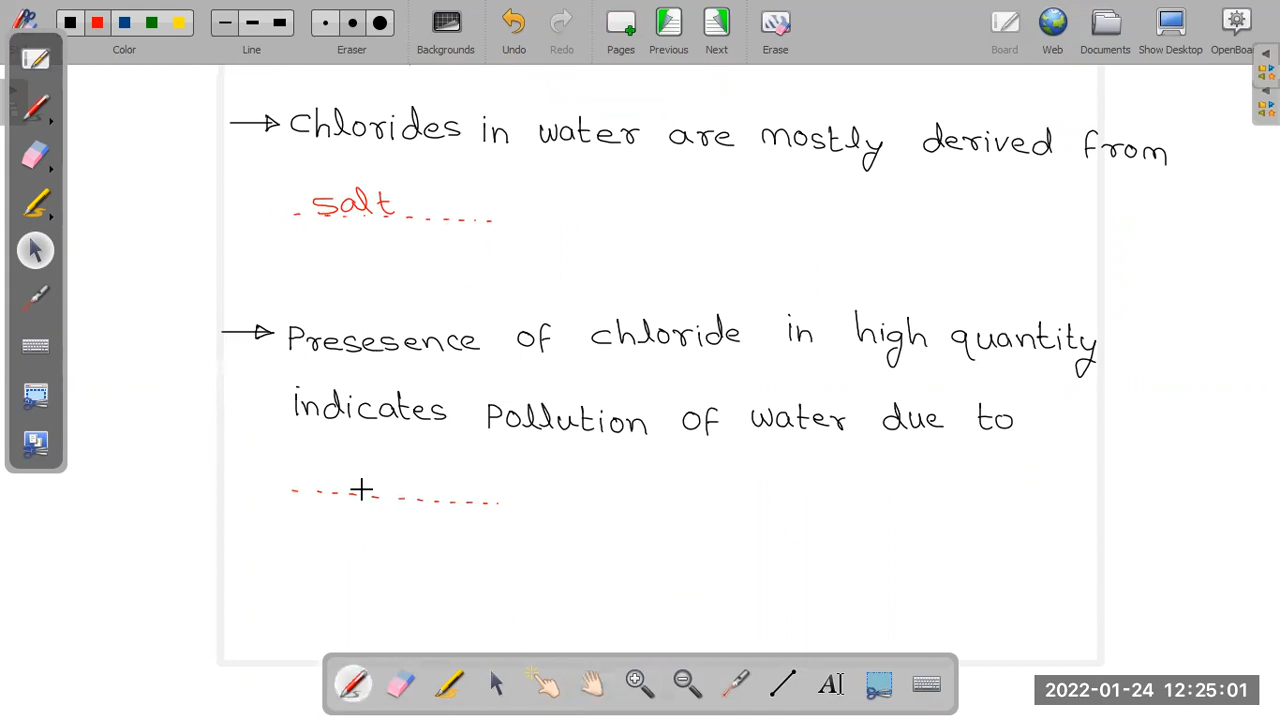 Color Line Eraser Backgrounds Undo Redo Pages Previous Next Erase Board Web Documents Show Desktop OpenBoa
→ Chlorides in water are mostly derived from
salt
→ Presesence of chloride in high quantity
indicates Pollution of water due to
2022-01-24 12:25:01